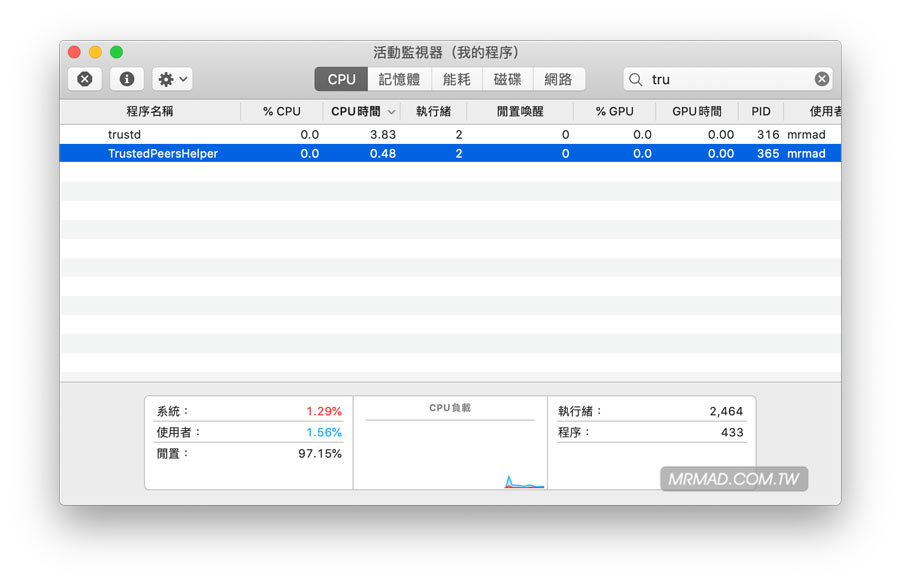 活動監視器（我的程序）
CPU 記憶體 能耗 磁碟 網路 tru
程序名稱 % CPU CPU時間 執行緒 閒置喚醒 % GPU GPU時間 PID 使用者
trustd 0.0 3.83 2 0 0.0 0.00 316 mrmad
TrustedPeersHelper 0.0 0.48 2 0 0.0 0.00 365 mrmad
系統： 1.29% CPU負載 執行緒： 2,464
使用者： 1.56% 程序： 433
閒置： 97.15%
MRMAD.COM.TW